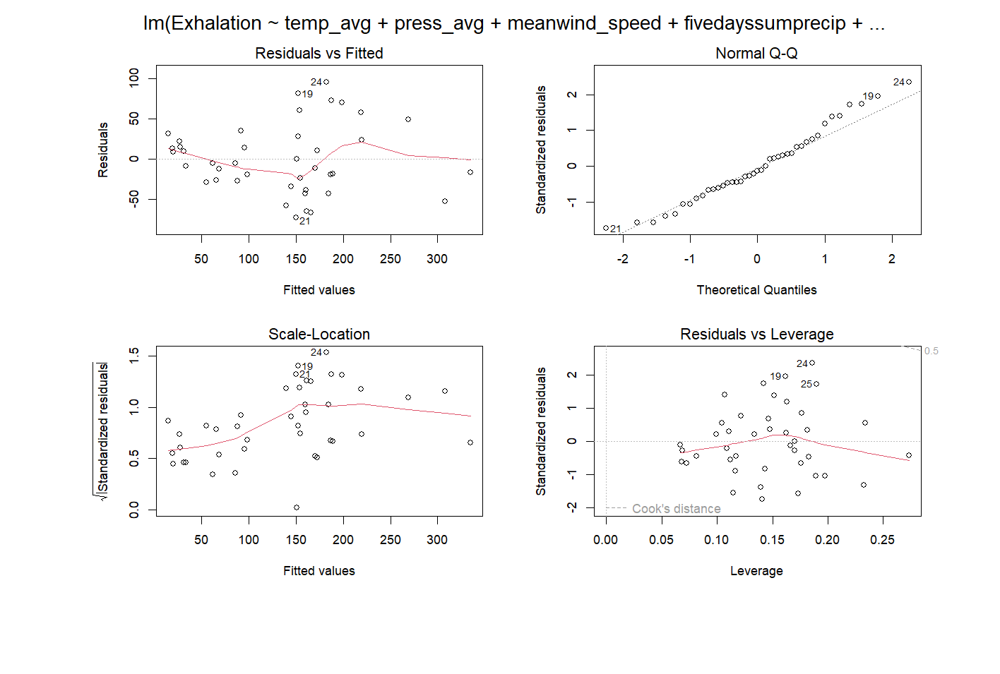 lm(Exhalation ~ temp_avg + press_avg + meanwind_speed + fivedayssumprecip + ...
Residuals vs Fitted
Residuals
100
50
0
-50
24
19
21
50 100 150 200 250 300
Fitted values
Normal Q-Q
Standardized residuals
2
1
0
-1
24
19
21
-2 -1 0 1 2
Theoretical Quantiles
Scale-Location
√|Standardized residuals|
1.5
1.0
0.5
0.0
24
19
21
50 100 150 200 250 300
Fitted values
Residuals vs Leverage
Standardized residuals
2
1
0
-1
-2
0.5
24
19
25
Cook's distance
0.00 0.05 0.10 0.15 0.20 0.25
Leverage